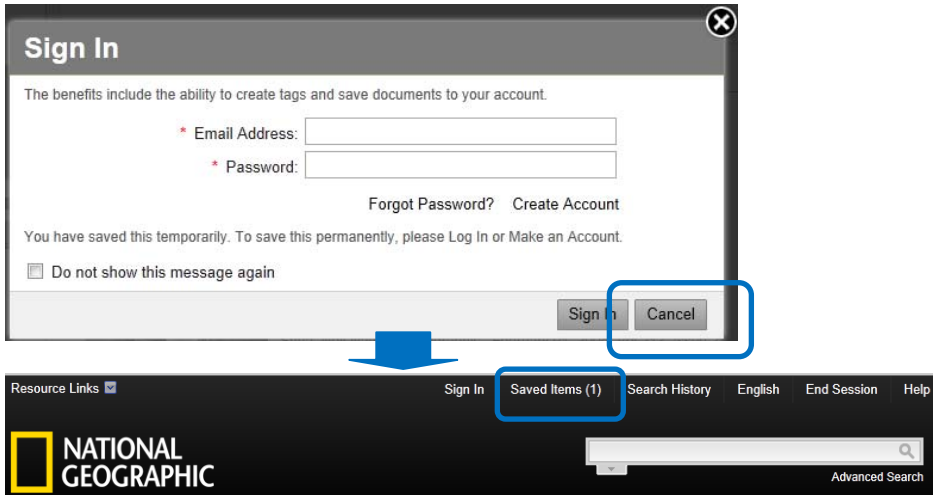 Sign In
The benefits include the ability to create tags and save documents to your account.
* Email Address:
* Password:
Forgot Password? Create Account
You have saved this temporarily. To save this permanently, please Log In or Make an Account.
Do not show this message again
Sign In Cancel
Resource Links Sign In Saved Items (1) Search History English End Session Help
NATIONAL
GEOGRAPHIC
Advanced Search